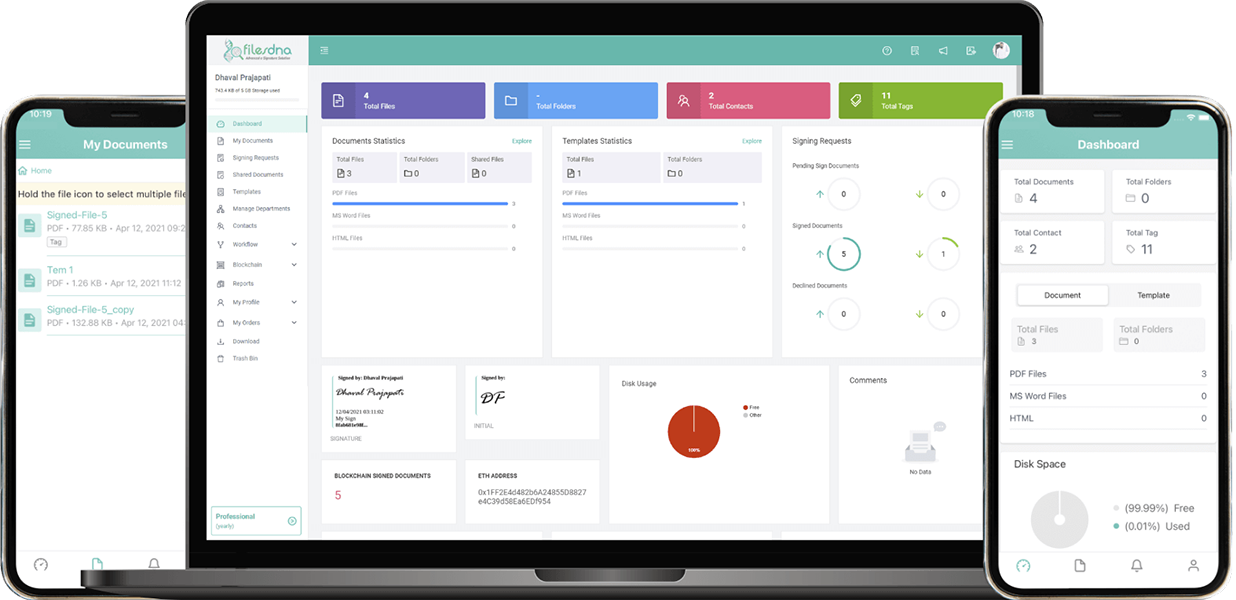 10:19
My Documents
Home
Hold the file icon to select multiple file
Signed-File-5
PDF • 77.85 KB • Apr 12, 2021 09:2
Tag
Tem 1
PDF • 1.26 KB • Apr 12, 2021 11:12
Signed-File-5_copy
PDF • 132.88 KB • Apr 12, 2021 04:
filesdna
Dhaval Prajapati
743.4 KB of 5 GB Storage used
Dashboard
My Documents
Signing Requests
Shared Documents
Templates
Manage Departments
Contacts
Workflow
Blockchain
Reports
My Profile
My Orders
Download
Trash Bin
Professional
(yearly)
4
Total Files
-
Total Folders
2
Total Contacts
11
Total Tags
Documents Statistics Explore
Total Files Total Folders Shared Files
3 0 0
PDF Files
3
MS Word Files
0
HTML Files
0
Templates Statistics Explore
Total Files Total Folders
1 0
PDF Files
1
MS Word Files
0
HTML Files
0
Signing Requests
Pending Sign Documents
0 0
Signed Documents
5 1
Declined Documents
0 0
Signed by: Dhaval Prajapati
Dhaval Prajapati
12/04/2021 03:11:02
My Sign
SIGNATURE
Signed by:
DF
INITIAL
BLOCKCHAIN SIGNED DOCUMENTS
5
ETH ADDRESS
0x1FF2E4d482b6A24855D8827
e4C39d58Ea6EDf954
Disk Usage
Free
Other
100%
Comments
No Data
10:18
Dashboard
Total Documents Total Folders
4 0
Total Contact Total Tag
2 11
Document Template
Total Files Total Folders
3 0
PDF Files 3
MS Word Files 0
HTML 0
Disk Space
(99.99%) Free
(0.01%) Used